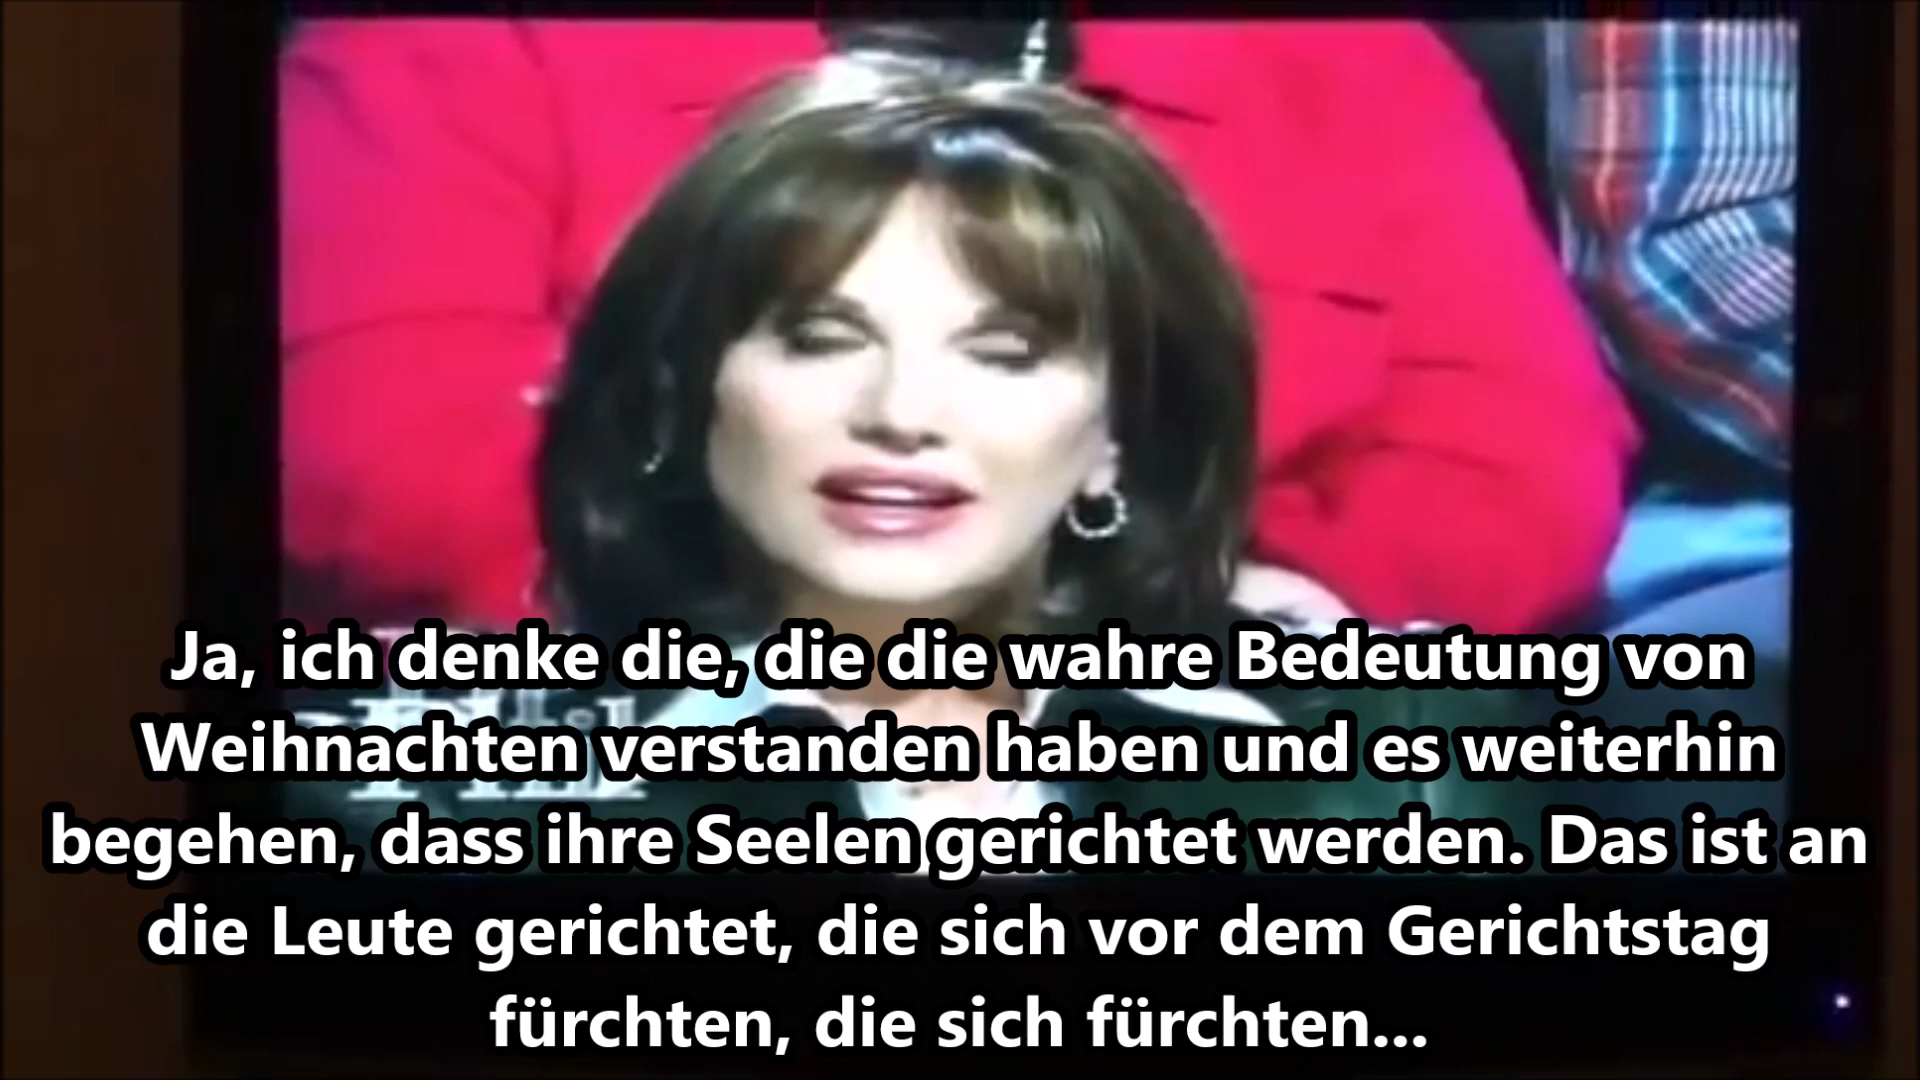 Ja, ich denke die, die die wahre Bedeutung von
Weihnachten verstanden haben und es weiterhin
begehen, dass ihre Seelen gerichtet werden. Das ist an
die Leute gerichtet, die sich vor dem Gerichtstag
fürchten, die sich fürchten...